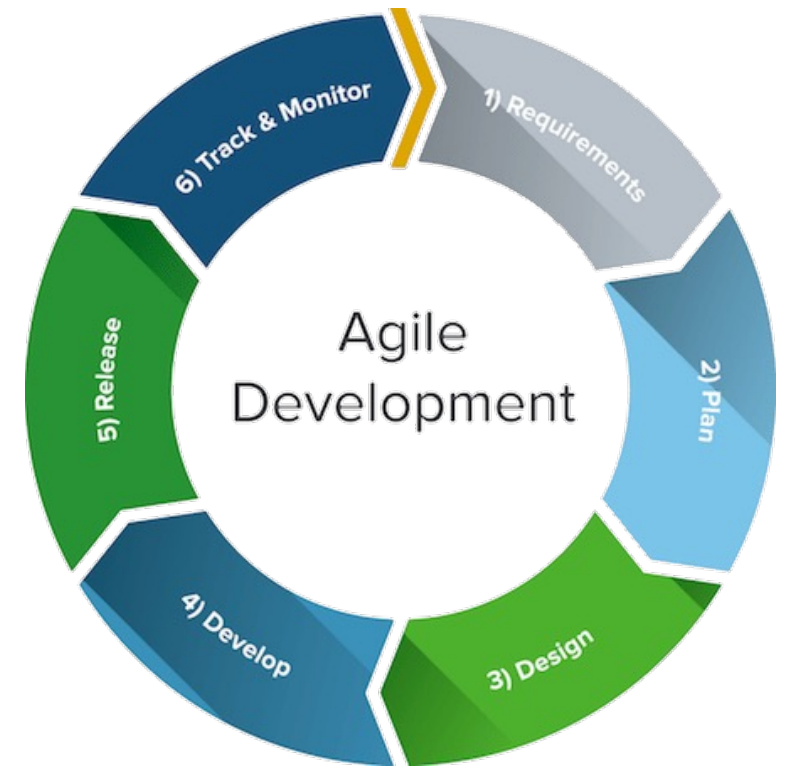 Agile
Development
1) Requirements
2) Plan
3) Design
4) Develop
5) Release
6) Track & Monitor